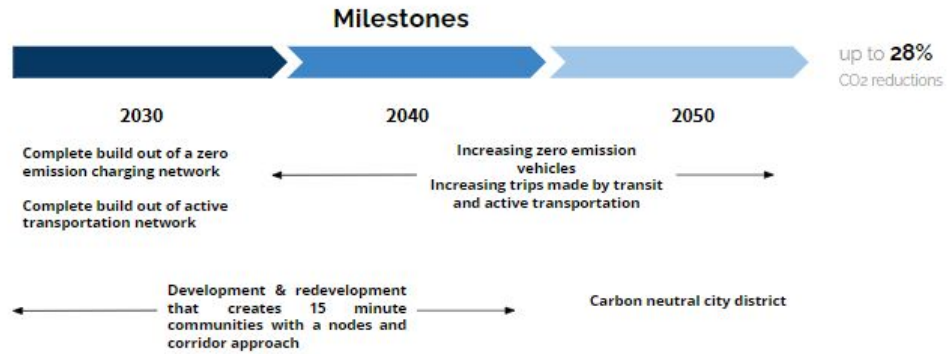 Milestones
up to 28%
CO2 reductions
2030
2040
2050
Complete build out of a zero
emission charging network
Complete build out of active
transportation network
Increasing zero emission
vehicles
Increasing trips made by transit
and active transportation
Development & redevelopment
that creates 15 minute
communities with a nodes and
corridor approach
Carbon neutral city district